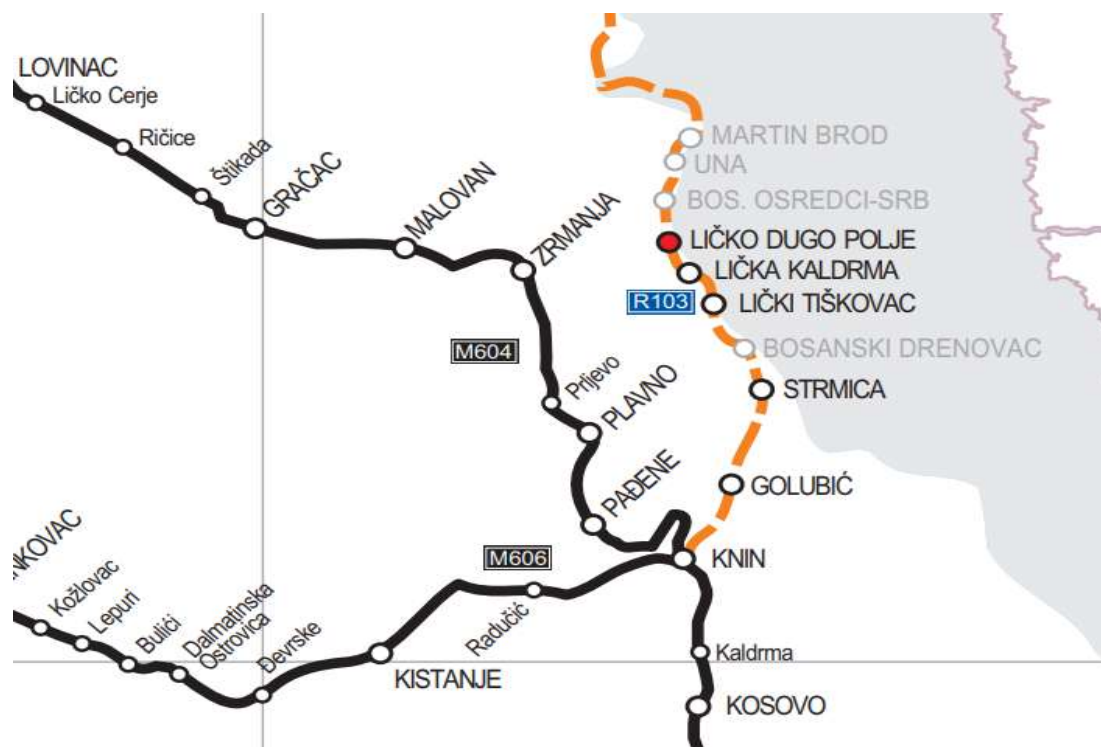 LOVINAC
Ličko Cerje
Ričice
Štikada
GRAČAC
MALOVAN
ZRMANJA
MARTIN BROD
UNA
BOS. OSREDCI-SRB
LIČKO DUGO POLJE
LIČKA KALDRMA
R103
LIČKI TIŠKOVAC
BOSANSKI DRENOVAC
M604
STRMICA
Prljevo
PLAVNO
PAĐENE
GOLUBIĆ
M606
KNIN
NKOVAC
Kožlovac
Lepuri
Bulići
Dalmatinska
Ostrovica
Đevrske
KISTANJE
Radučić
Kaldrma
KOSOVO